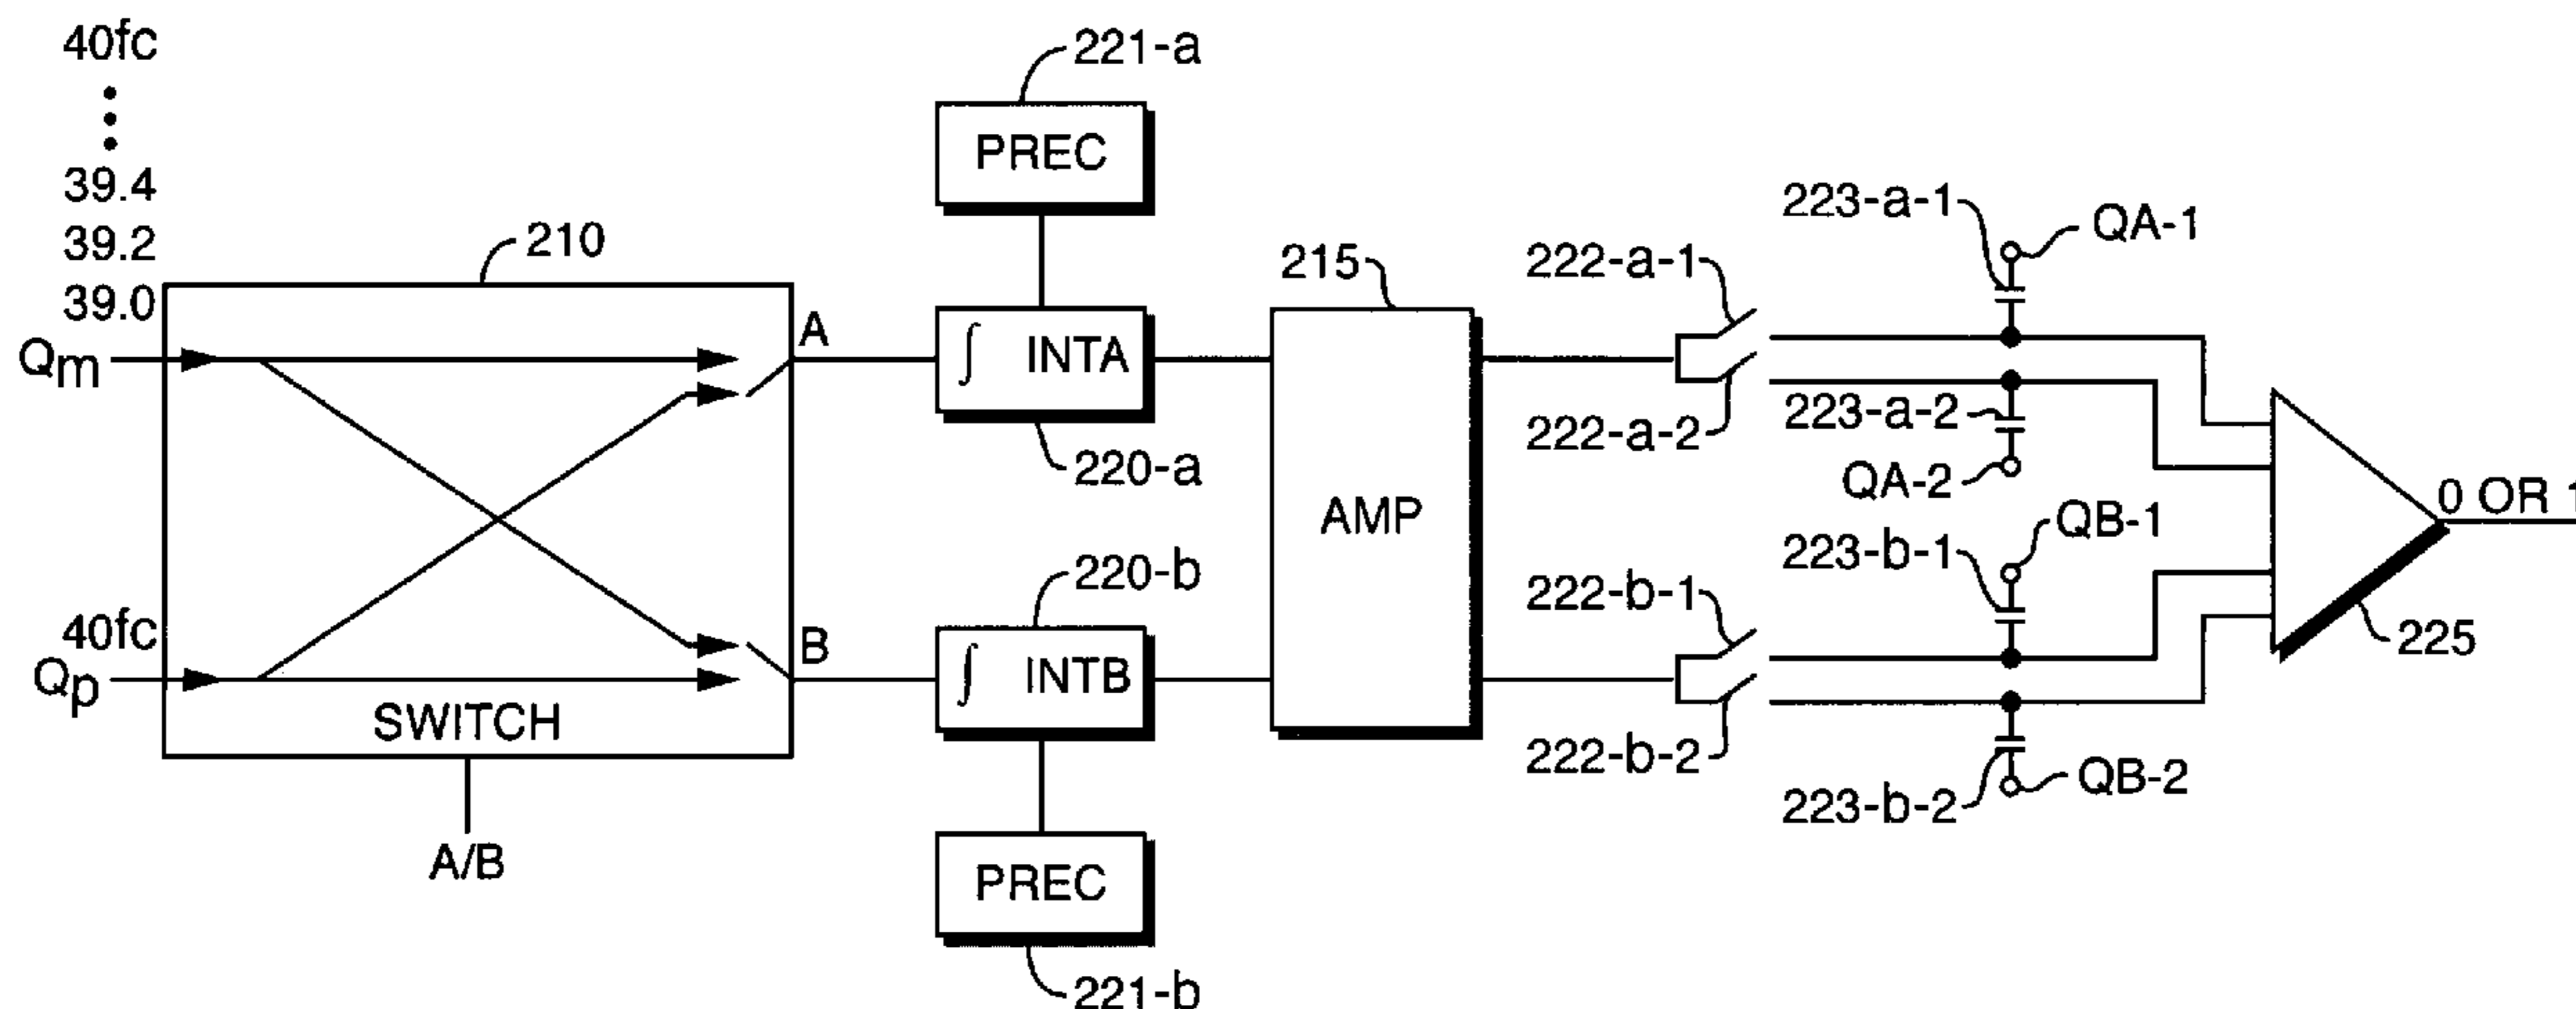 40fc
39.4
39.2
39.0
Qm
40fc
Qp
210
SWITCH
A/B
A
B
221-a
PREC
∫ INTA
220-a
220-b
∫ INTB
PREC
221-b
215
AMP
222-a-1
222-a-2
222-b-1
222-b-2
223-a-1
QA-1
223-a-2
QA-2
QB-1
223-b-1
223-b-2
QB-2
0 OR 1
225